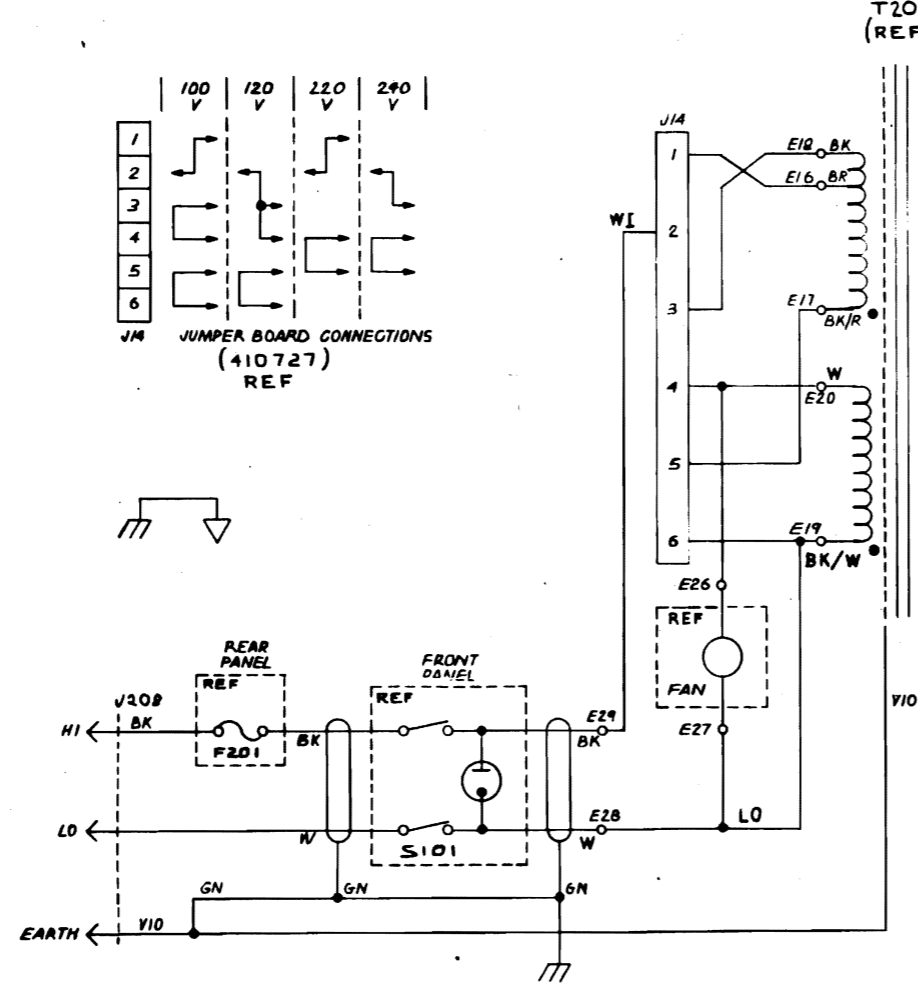 T20
(REF
100 V
120 V
220 V
240 V
1
2
3
4
5
6
J14
JUMPER BOARD CONNECTIONS
(410727)
REF
J14
1
2
3
4
5
6
WI
E18 BK
E16 BR
E17
BK/R
W
E20
E19
BK/W
E26
REF
FAN
E27
LO
V10
REAR
PANEL
REF
F201
FRONT
PANEL
REF
S101
J208
HI
BK
BK
E29
BK
LO
W
E28
W
GN
GN
GN
EARTH
V10